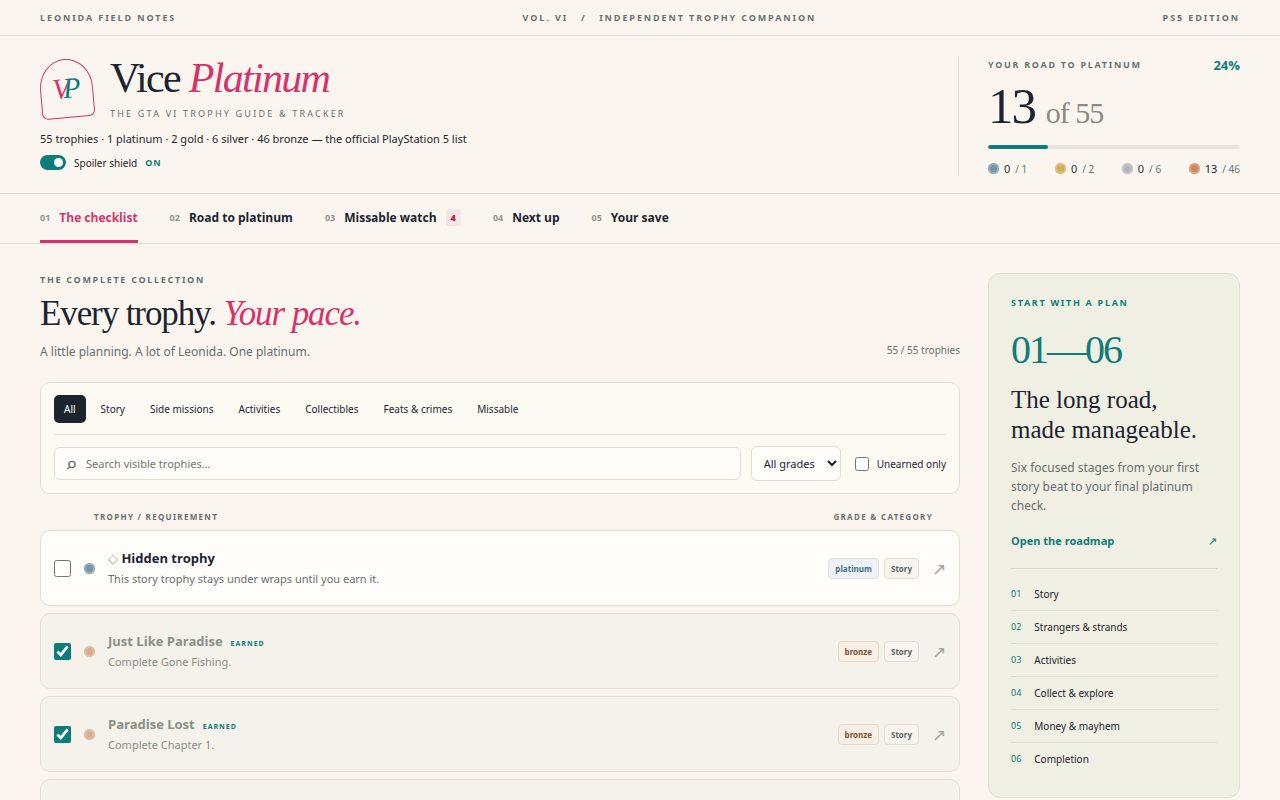 LEONIDA FIELD NOTES
VOL. VI / INDEPENDENT TROPHY COMPANION
PS5 EDITION
VP
Vice Platinum
THE GTA VI TROPHY GUIDE & TRACKER
55 trophies · 1 platinum · 2 gold · 6 silver · 46 bronze — the official PlayStation 5 list
Spoiler shield ON
YOUR ROAD TO PLATINUM 24%
13 of 55
0 / 1 0 / 2 0 / 6 13 / 46
01 The checklist 02 Road to platinum 03 Missable watch 4 04 Next up 05 Your save
THE COMPLETE COLLECTION
Every trophy. Your pace.
A little planning. A lot of Leonida. One platinum.
55 / 55 trophies
All Story Side missions Activities Collectibles Feats & crimes Missable
Search visible trophies... All grades Unearned only
TROPHY / REQUIREMENT GRADE & CATEGORY
Hidden trophy
This story trophy stays under wraps until you earn it.
platinum Story
Just Like Paradise EARNED
Complete Gone Fishing.
bronze Story
Paradise Lost EARNED
Complete Chapter 1.
bronze Story
START WITH A PLAN
01—06
The long road,
made manageable.
Six focused stages from your first
story beat to your final platinum
check.
Open the roadmap ↗
01 Story
02 Strangers & strands
03 Activities
04 Collect & explore
05 Money & mayhem
06 Completion